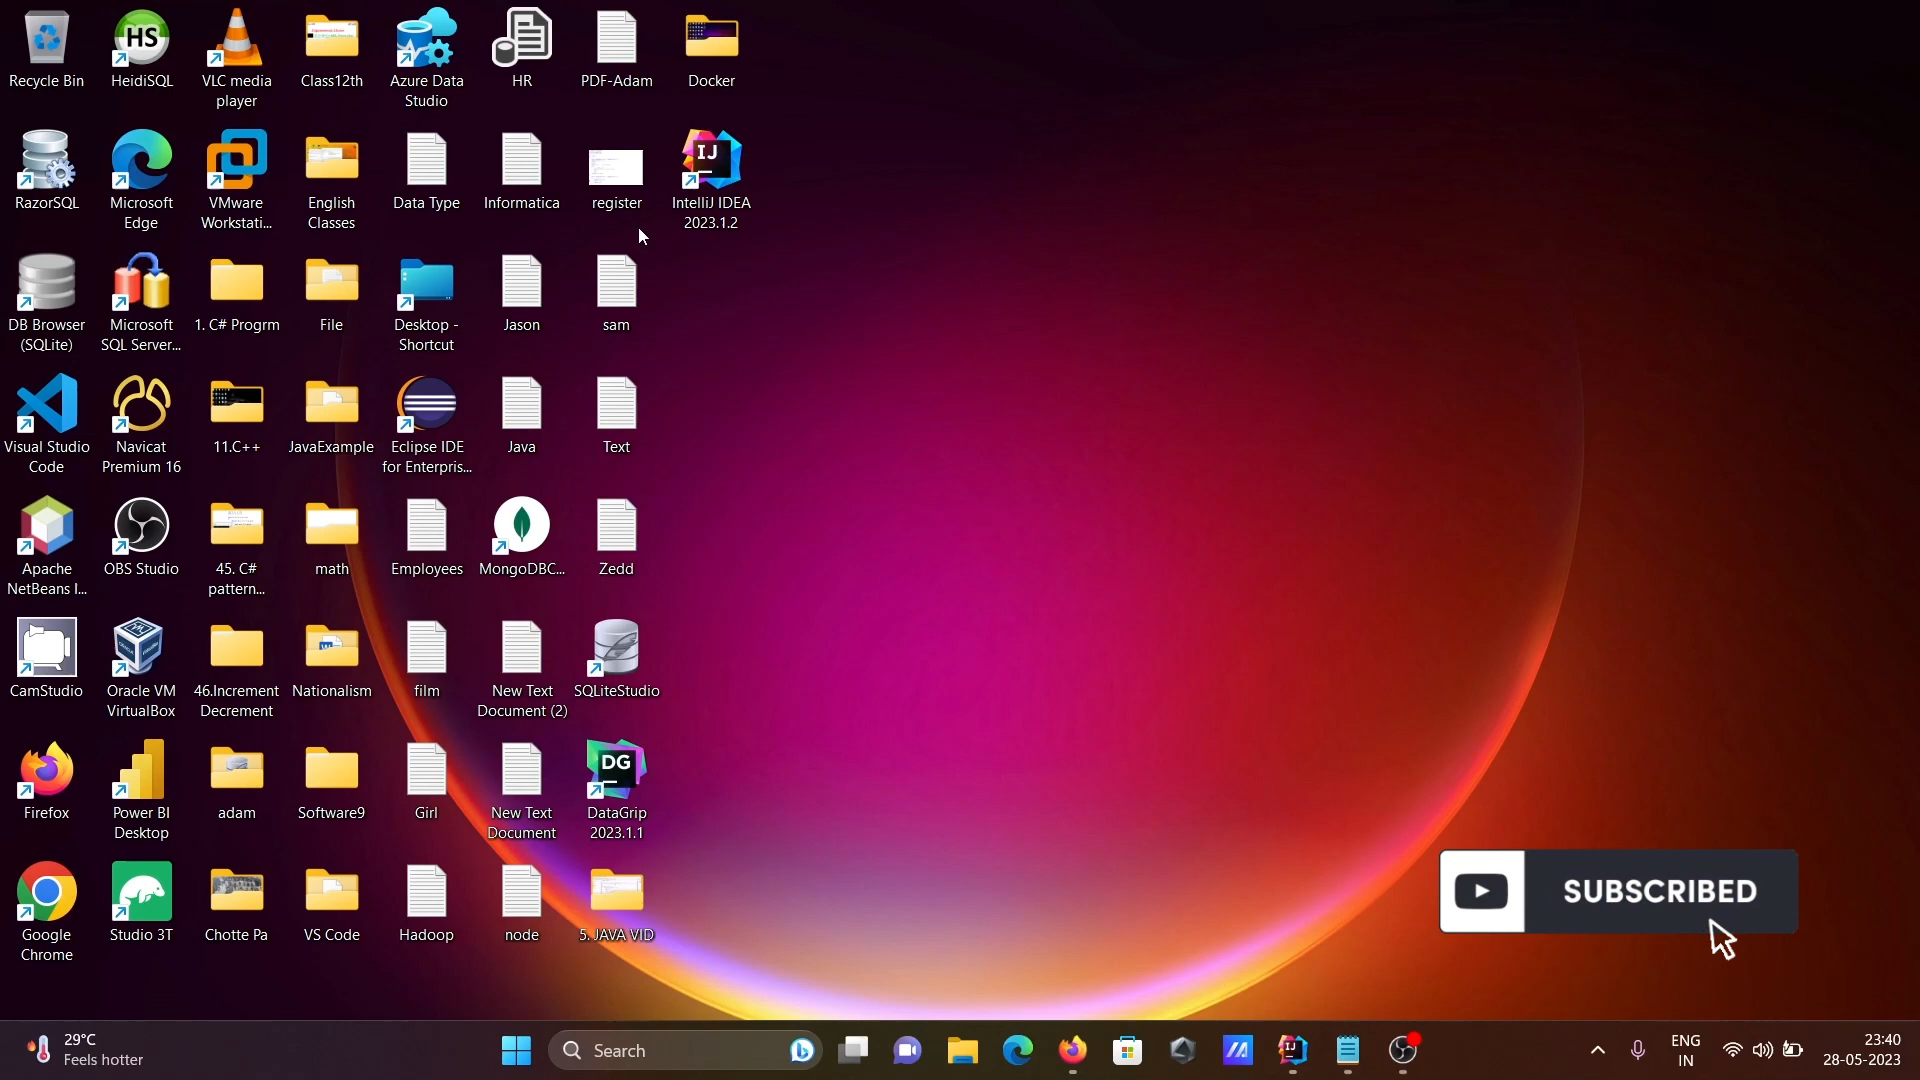 Recycle Bin
HS
HeidiSQL
VLC media
player
Class12th
Azure Data
Studio
HR
PDF-Adam
Docker
RazorSQL
Microsoft
Edge
VMware
Workstati...
English
Classes
Data Type
Informatica
register
IJ
IntelliJ IDEA
2023.1.2
DB Browser
(SQLite)
Microsoft
SQL Server...
1. C# Progrm
File
Desktop -
Shortcut
Jason
sam
Visual Studio
Code
Navicat
Premium 16
11.C++
JavaExample
Eclipse IDE
for Enterpris...
Java
Text
Apache
NetBeans I...
OBS Studio
45. C#
pattern...
math
Employees
MongoDBC...
Zedd
CamStudio
Oracle VM
VirtualBox
46.Increment
Decrement
Nationalism
film
New Text
Document (2)
SQLiteStudio
Firefox
Power BI
Desktop
adam
Software9
Girl
New Text
Document
DG
DataGrip
2023.1.1
Google
Chrome
Studio 3T
Chotte Pa
VS Code
Hadoop
node
5. JAVA VID
SUBSCRIBED
29°C
Feels hotter
Search
ENG
IN
23:40
28-05-2023